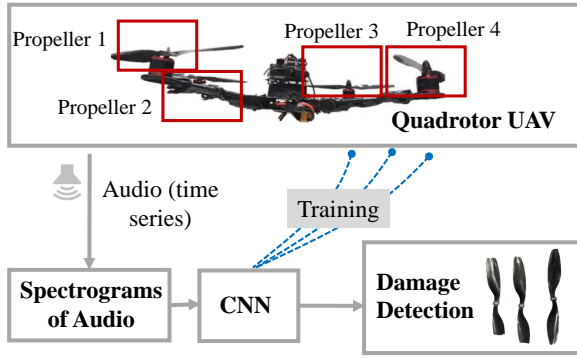 Propeller 1
Propeller 3
Propeller 4
Propeller 2
Quadrotor UAV
Audio (time
series)
Training
Spectrograms
of Audio
CNN
Damage
Detection